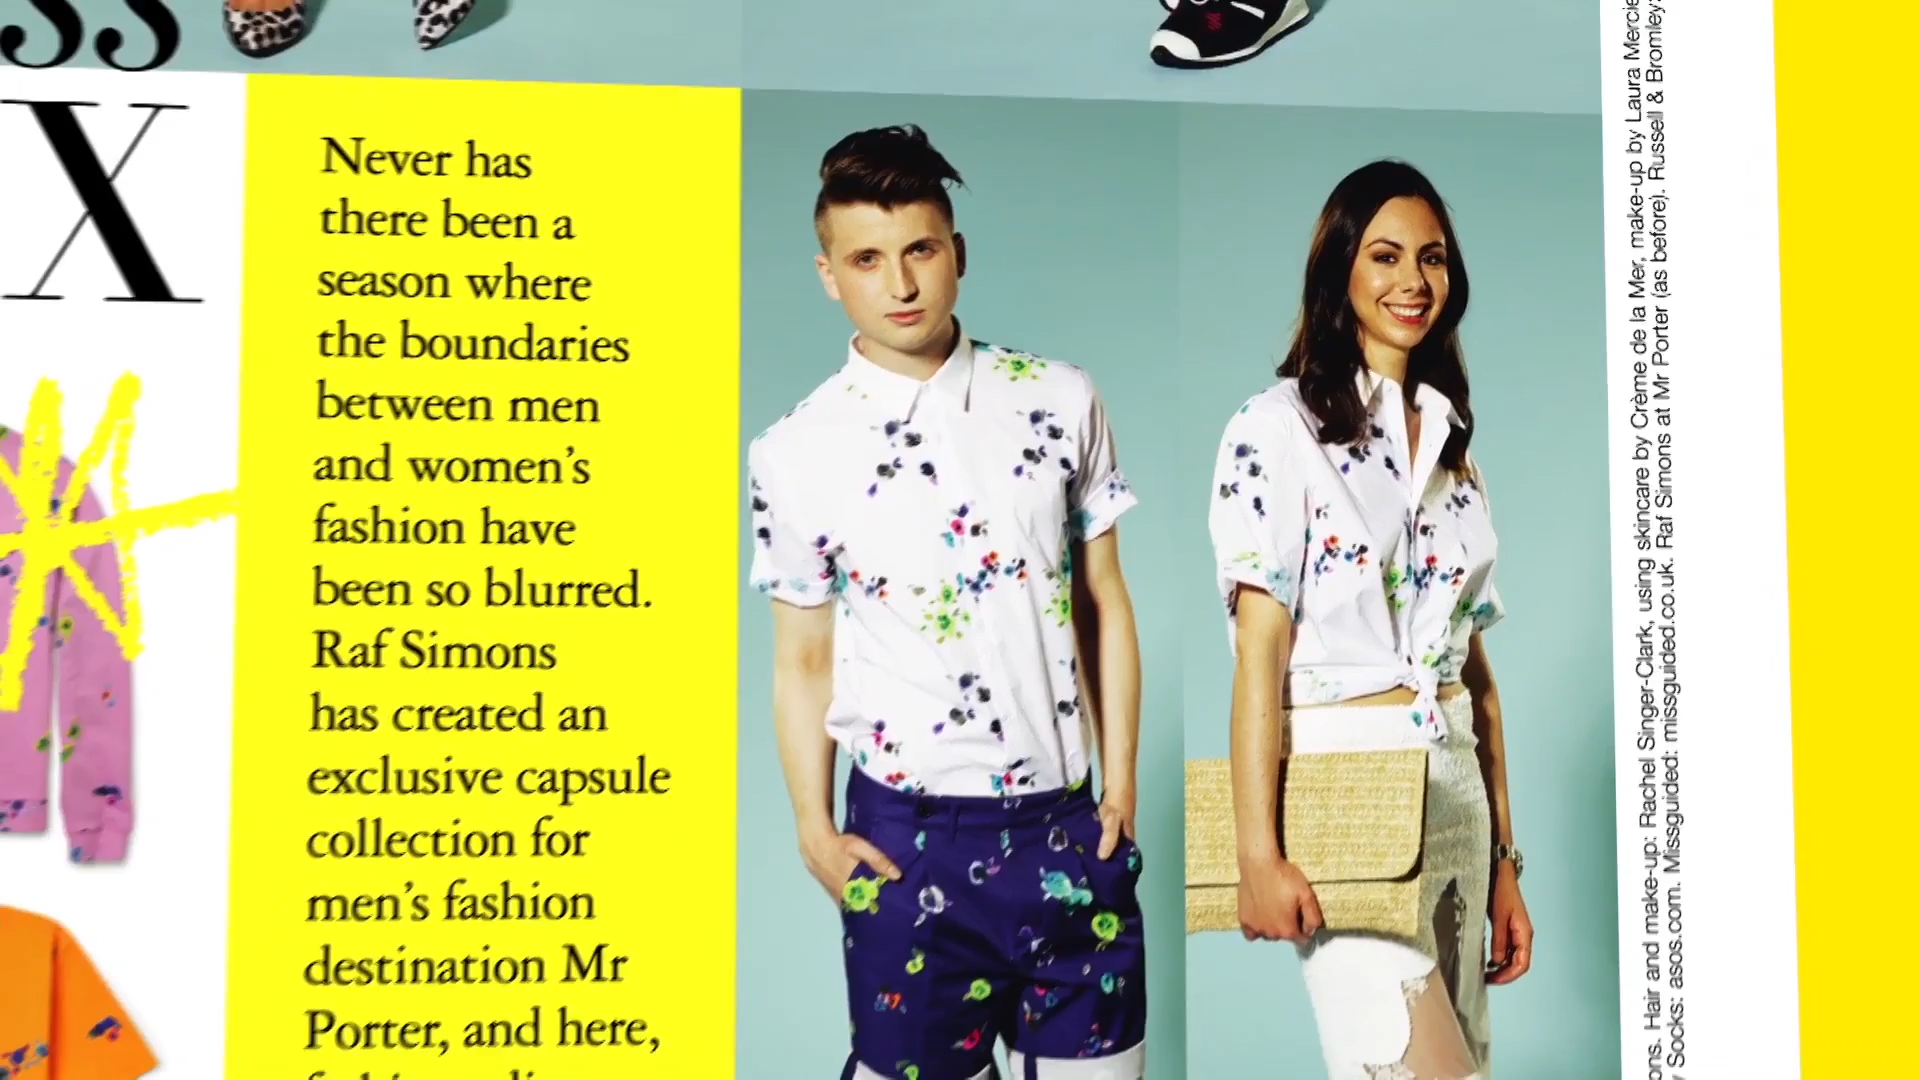 ss
X
Never has
there been a
season where
the boundaries
between men
and women's
fashion have
been so blurred.
Raf Simons
has created an
exclusive capsule
collection for
men's fashion
destination Mr
Porter, and here,
ons. Hair and make-up: Rachel Singer-Clark, using skincare by Crème de la Mer, make-up by Laura Mercie
Socks: asos.com. Missguided: missguided.co.uk. Raf Simons at Mr Porter (as before). Russell & Bromley: